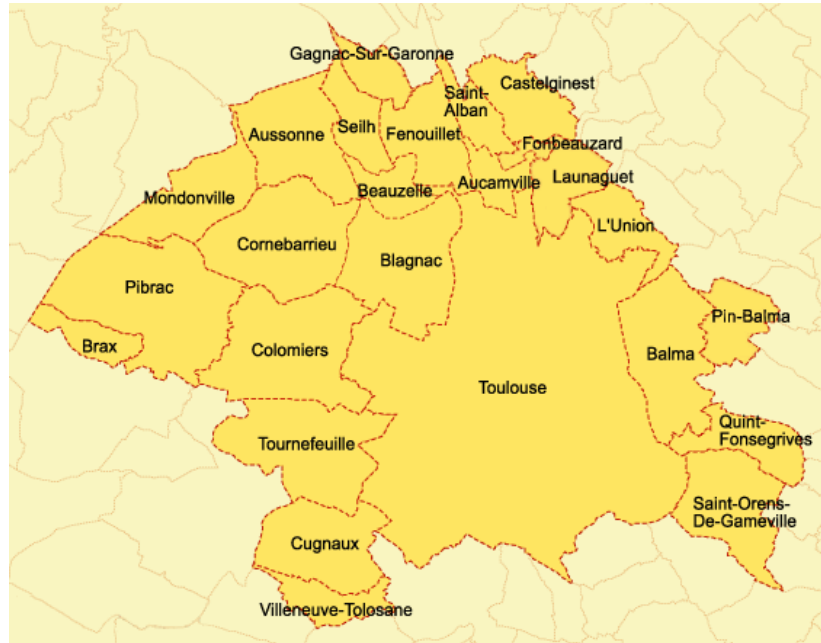 Gagnac-Sur-Garonne
Castelginest
Saint-
Alban
Aussonne
Seilh
Fenouillet
Fonbeauzard
Mondonville
Beauzelle
Aucamville
Launaguet
L'Union
Cornebarrieu
Blagnac
Pibrac
Pin-Balma
Brax
Colomiers
Balma
Toulouse
Quint-
Fonsegrives
Tournefeuille
Saint-Orens-
De-Gameville
Cugnaux
Villeneuve-Tolosane